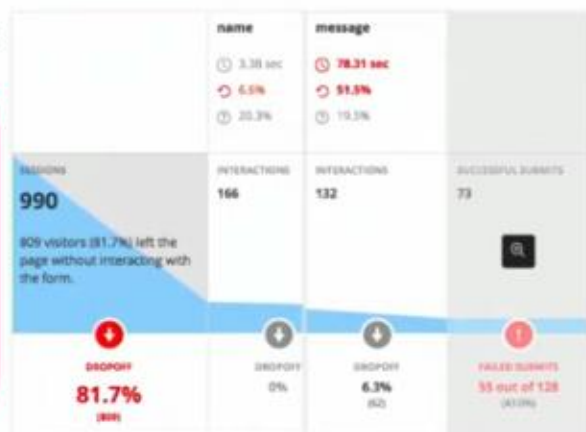 name
message
3.38 sec
78.31 sec
6.6%
51.5%
20.3%
19.5%
SESSIONS
INTERACTIONS
INTERACTIONS
SUCCESSFUL SUBMITS
990
166
132
73
809 visitors (81.7%) left the
page without interacting with
the form.
DROPOFF
DROPOFF
DROPOFF
FAILED SUBMITS
81.7%
0%
6.3%
55 out of 128
(809)
(62)
(43.0%)